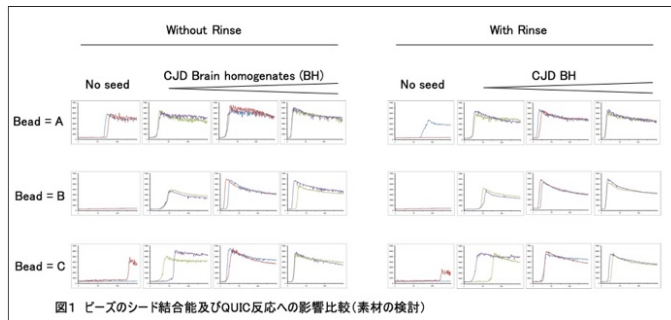 Without Rinse
With Rinse
No seed
CJD Brain homogenates (BH)
No seed
CJD BH
Bead = A
Bead = B
Bead = C
図1 ビーズのシード結合能及びQUIC反応への影響比較(素材の検討)